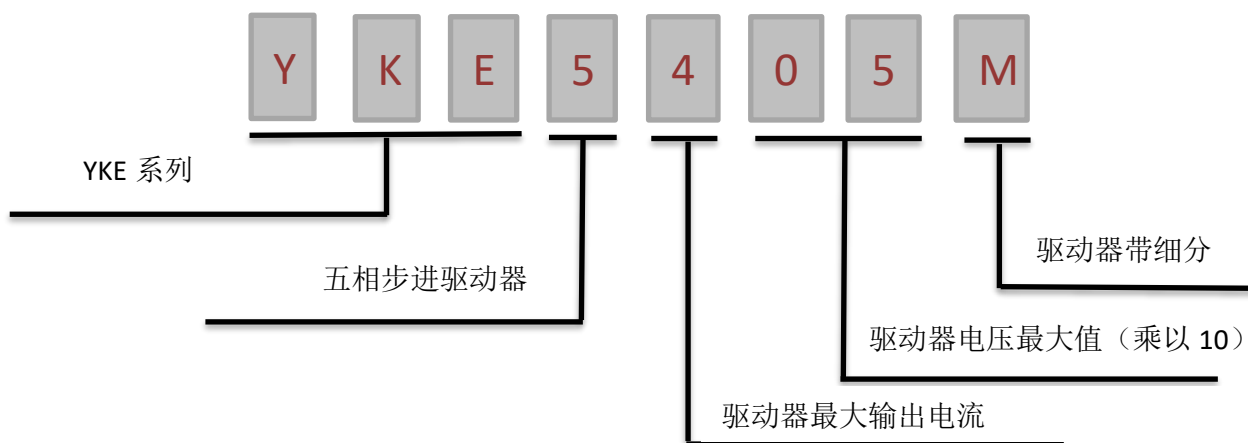 Y K E 5 4 0 5 M
YKE 系列
驱动器带细分
五相步进驱动器
驱动器电压最大值（乘以 10）
驱动器最大输出电流